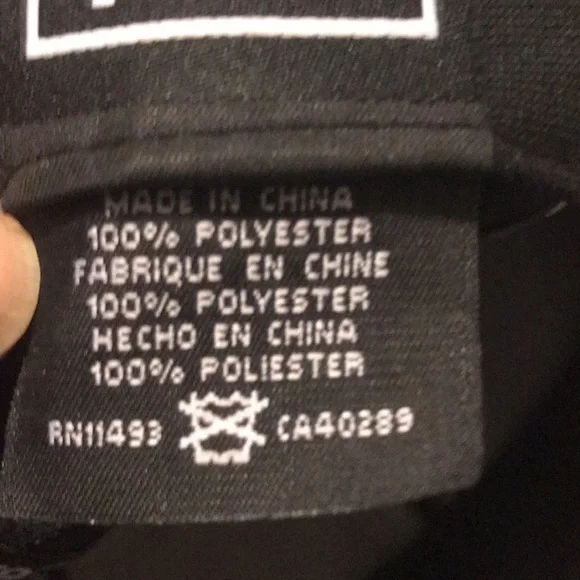 MADE IN CHINA
100% POLYESTER
FABRIQUE EN CHINE
100% POLYESTER
HECHO EN CHINA
100% POLIESTER
RN11493 CA40289